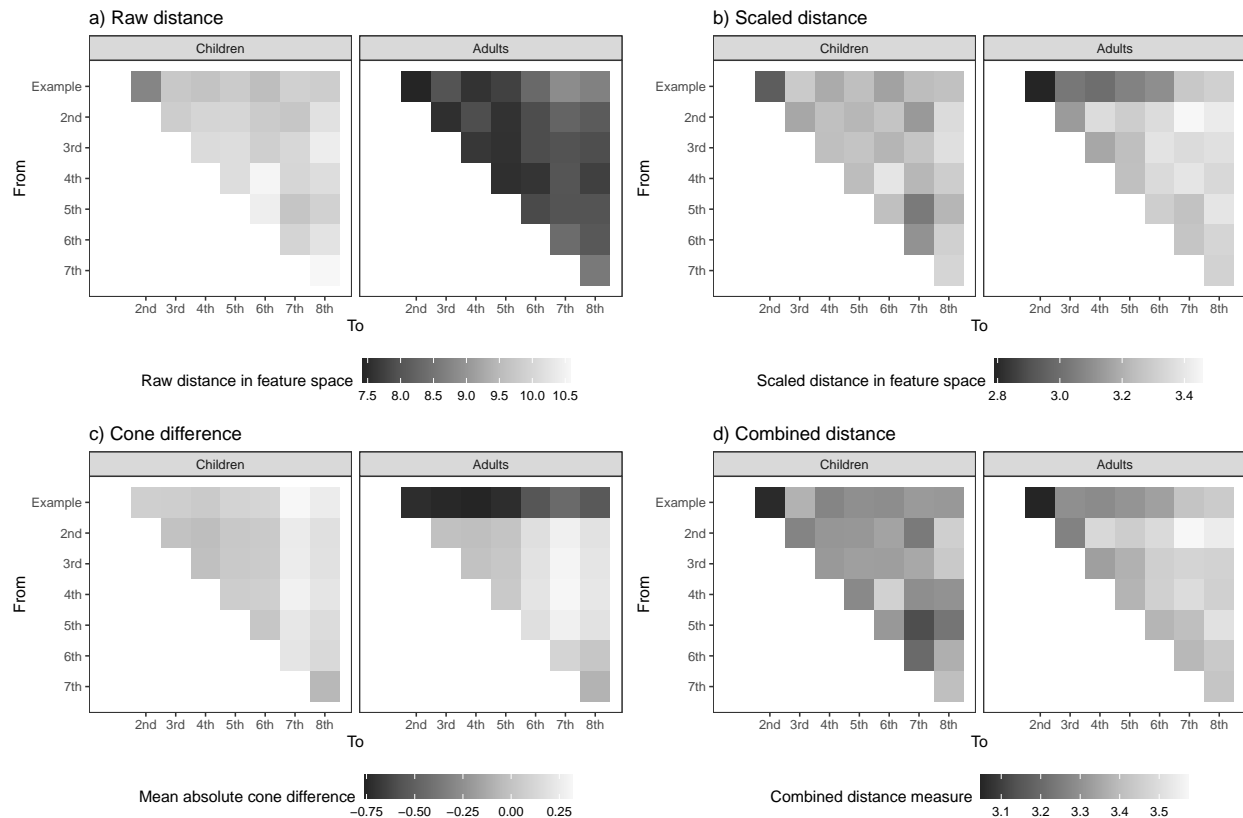 a) Raw distance
Children
Adults
Example
2nd
3rd
4th
5th
6th
7th
From
2nd 3rd 4th 5th 6th 7th 8th
2nd 3rd 4th 5th 6th 7th 8th
To
Raw distance in feature space
7.5 8.0 8.5 9.0 9.5 10.0 10.5
b) Scaled distance
Children
Adults
Example
2nd
3rd
4th
5th
6th
7th
From
2nd 3rd 4th 5th 6th 7th 8th
2nd 3rd 4th 5th 6th 7th 8th
To
Scaled distance in feature space
2.8 3.0 3.2 3.4
c) Cone difference
Children
Adults
Example
2nd
3rd
4th
5th
6th
7th
From
2nd 3rd 4th 5th 6th 7th 8th
2nd 3rd 4th 5th 6th 7th 8th
To
Mean absolute cone difference
−0.75 −0.50 −0.25 0.00 0.25
d) Combined distance
Children
Adults
Example
2nd
3rd
4th
5th
6th
7th
From
2nd 3rd 4th 5th 6th 7th 8th
2nd 3rd 4th 5th 6th 7th 8th
To
Combined distance measure
3.1 3.2 3.3 3.4 3.5